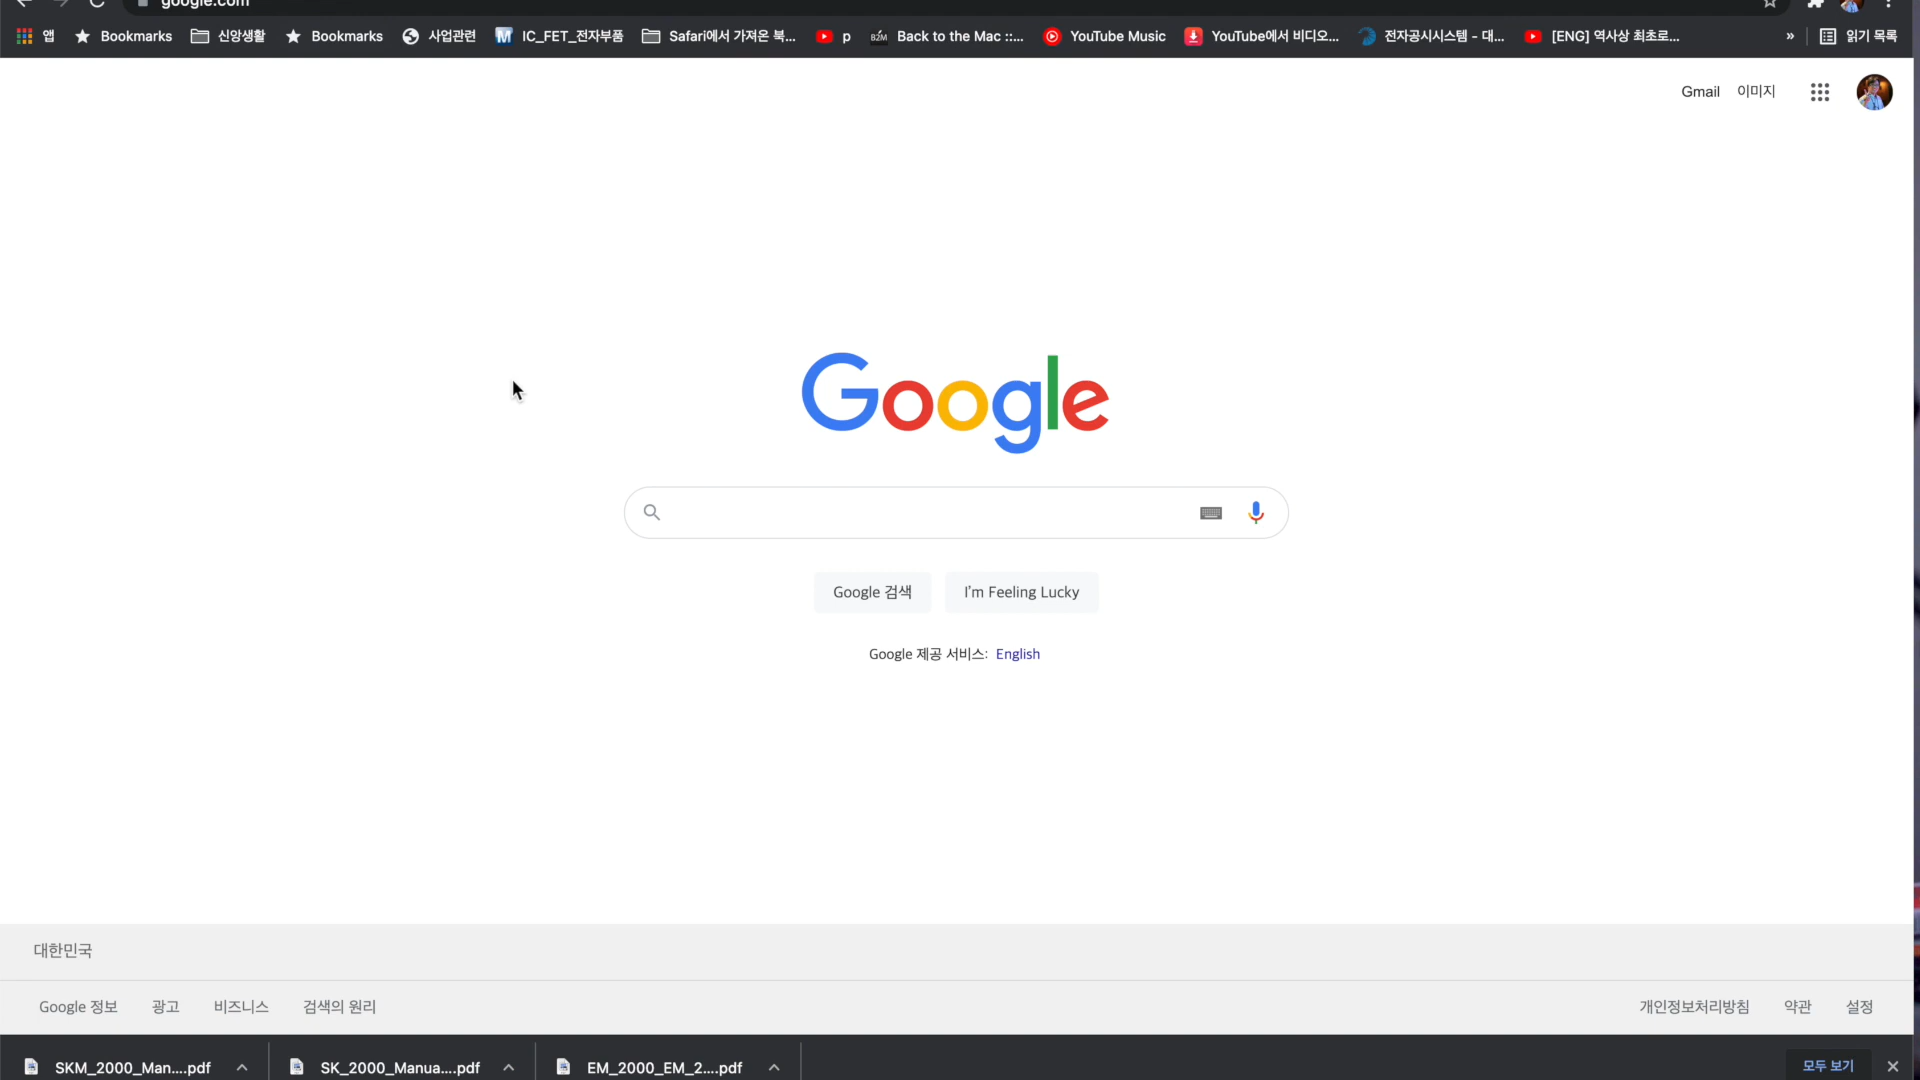 google.com
앱 Bookmarks 신앙생활 Bookmarks 사업관련 IC_FET_전자부품 Safari에서 가져온 북... p B2M Back to the Mac ::... YouTube Music YouTube에서 비디오... 전자공시시스템 - 대... [ENG] 역사상 최초로... » 읽기 목록
Gmail 이미지
Google
Google 검색 I'm Feeling Lucky
Google 제공 서비스: English
대한민국
Google 정보 광고 비즈니스 검색의 원리 개인정보처리방침 약관 설정
SKM_2000_Man....pdf SK_2000_Manua....pdf EM_2000_EM_2....pdf 모두 보기